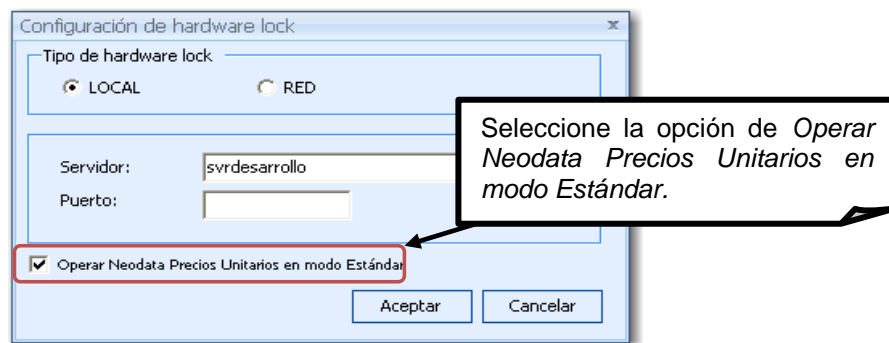 Configuración de hardware lock
Tipo de hardware lock
LOCAL
RED
Servidor:
svrdesarrollo
Puerto:
Operar Neodata Precios Unitarios en modo Estándar
Aceptar
Cancelar
Seleccione la opción de Operar
Neodata Precios Unitarios en
modo Estándar.